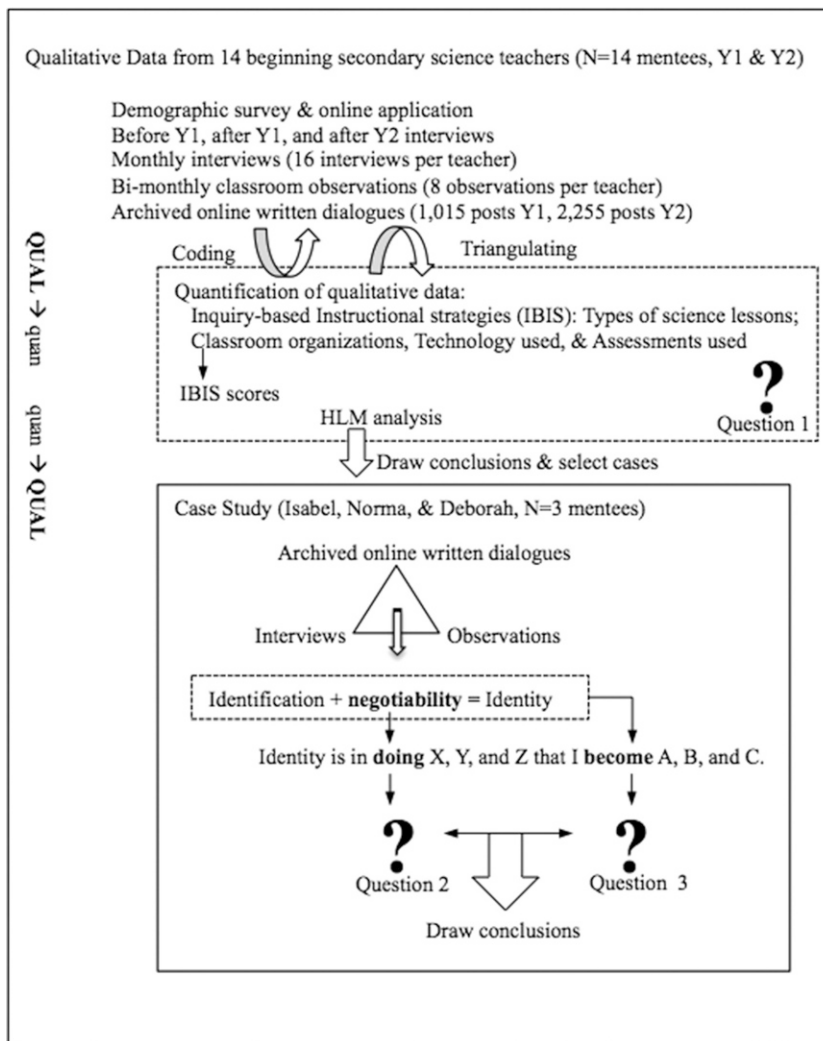 Qualitative Data from 14 beginning secondary science teachers (N=14 mentees, Y1 & Y2)
Demographic survey & online application
Before Y1, after Y1, and after Y2 interviews
Monthly interviews (16 interviews per teacher)
Bi-monthly classroom observations (8 observations per teacher)
Archived online written dialogues (1,015 posts Y1, 2,255 posts Y2)
Coding
Triangulating
QUAL → quan
quan → QUAL
Quantification of qualitative data:
Inquiry-based Instructional strategies (IBIS): Types of science lessons;
Classroom organizations, Technology used, & Assessments used
IBIS scores
?
HLM analysis
Question 1
Draw conclusions & select cases
Case Study (Isabel, Norma, & Deborah, N=3 mentees)
Archived online written dialogues
Interviews
Observations
Identification + negotiability = Identity
Identity is in doing X, Y, and Z that I become A, B, and C.
?
?
Question 2
Question 3
Draw conclusions